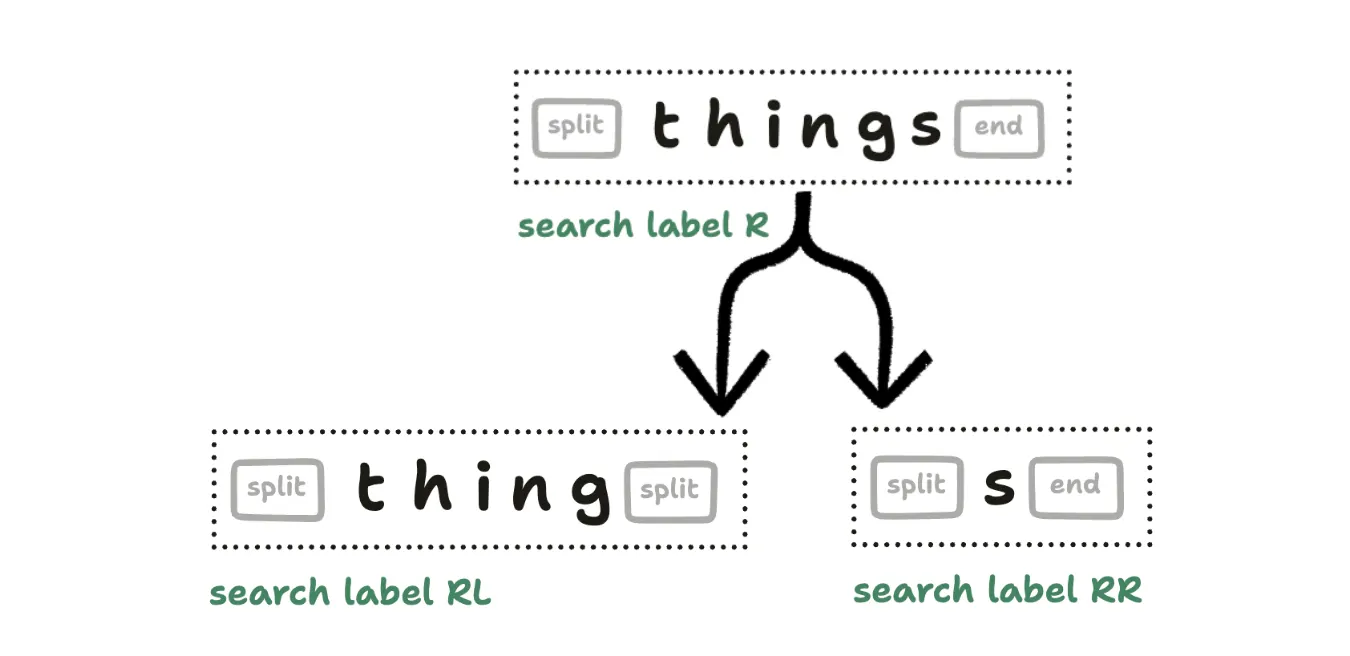 split things end
search label R
split thing split
split s end
search label RL
search label RR